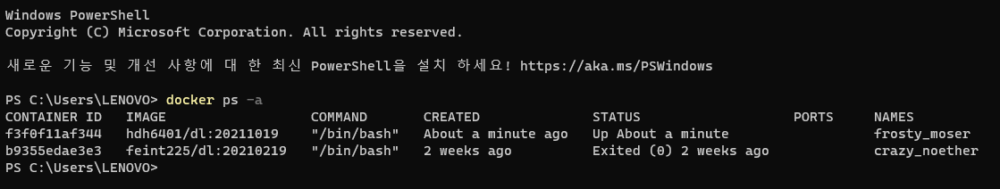 Windows PowerShell
Copyright (C) Microsoft Corporation. All rights reserved.
새로운 기능 및 개선 사항에 대 한 최신 PowerShell을 설치 하세요! https://aka.ms/PSWindows
PS C:\Users\LENOVO> docker ps -a
CONTAINER ID   IMAGE                  COMMAND       CREATED              STATUS                   PORTS     NAMES
f3f0f11af344   hdh6401/dl:20211019    "/bin/bash"   About a minute ago   Up About a minute                  frosty_moser
b9355edae3e3   feint225/dl:20210219   "/bin/bash"   2 weeks ago          Exited (0) 2 weeks ago             crazy_noether
PS C:\Users\LENOVO>